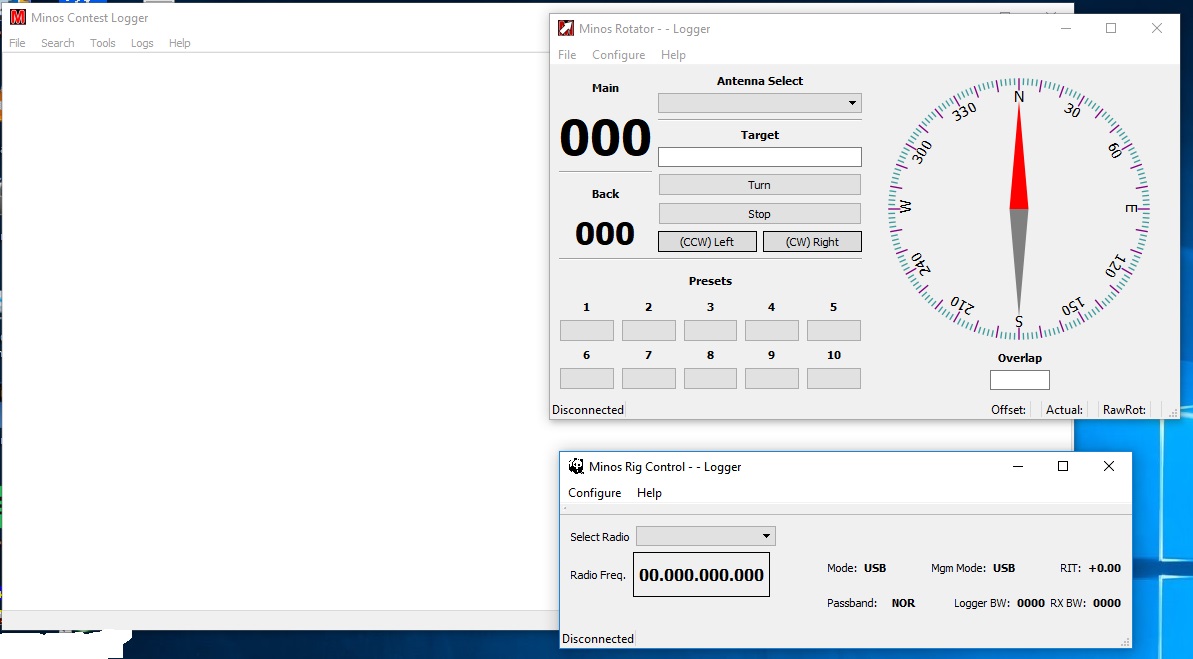 Minos Contest Logger
File Search Tools Logs Help
Minos Rotator - - Logger
File Configure Help
Main
000
Back
000
Antenna Select
Target
Turn
Stop
(CCW) Left (CW) Right
Presets
1 2 3 4 5
6 7 8 9 10
N
30
60
E
120
150
S
210
240
W
300
330
Overlap
Disconnected
Offset: Actual: RawRot:
Minos Rig Control - - Logger
Configure Help
Select Radio
Radio Freq. 00.000.000.000
Mode: USB Mgm Mode: USB RIT: +0.00
Passband: NOR Logger BW: 0000 RX BW: 0000
Disconnected